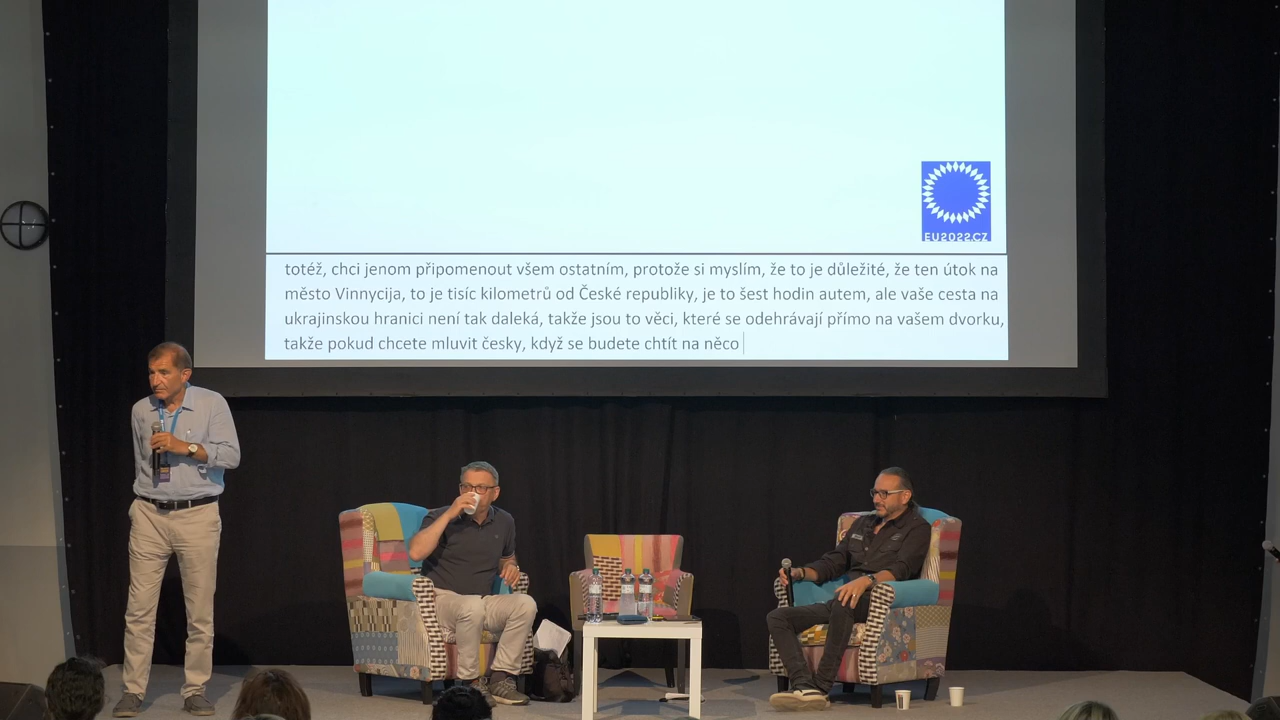 EU2022.CZ
totéž, chci jenom připomenout všem ostatním, protože si myslím, že to je důležité, že ten útok na
město Vinnycija, to je tisíc kilometrů od České republiky, je to šest hodin autem, ale vaše cesta na
ukrajinskou hranici není tak daleká, takže jsou to věci, které se odehrávají přímo na vašem dvorku,
takže pokud chcete mluvit česky, když se budete chtít na něco